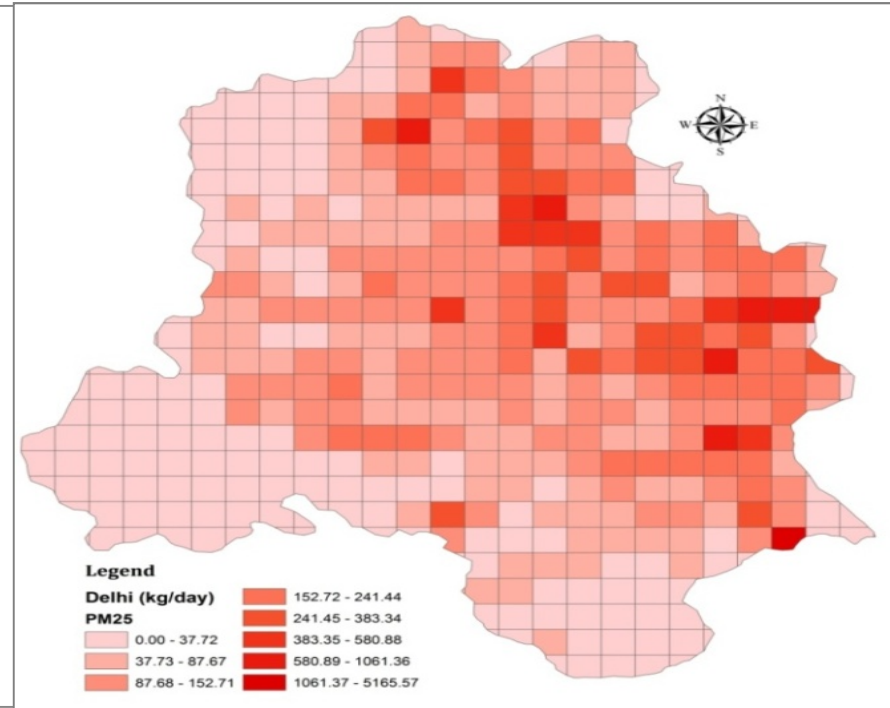 N
W E
S
Legend
Delhi (kg/day)
PM25
0.00 - 37.72
37.73 - 87.67
87.68 - 152.71
152.72 - 241.44
241.45 - 383.34
383.35 - 580.88
580.89 - 1061.36
1061.37 - 5165.57